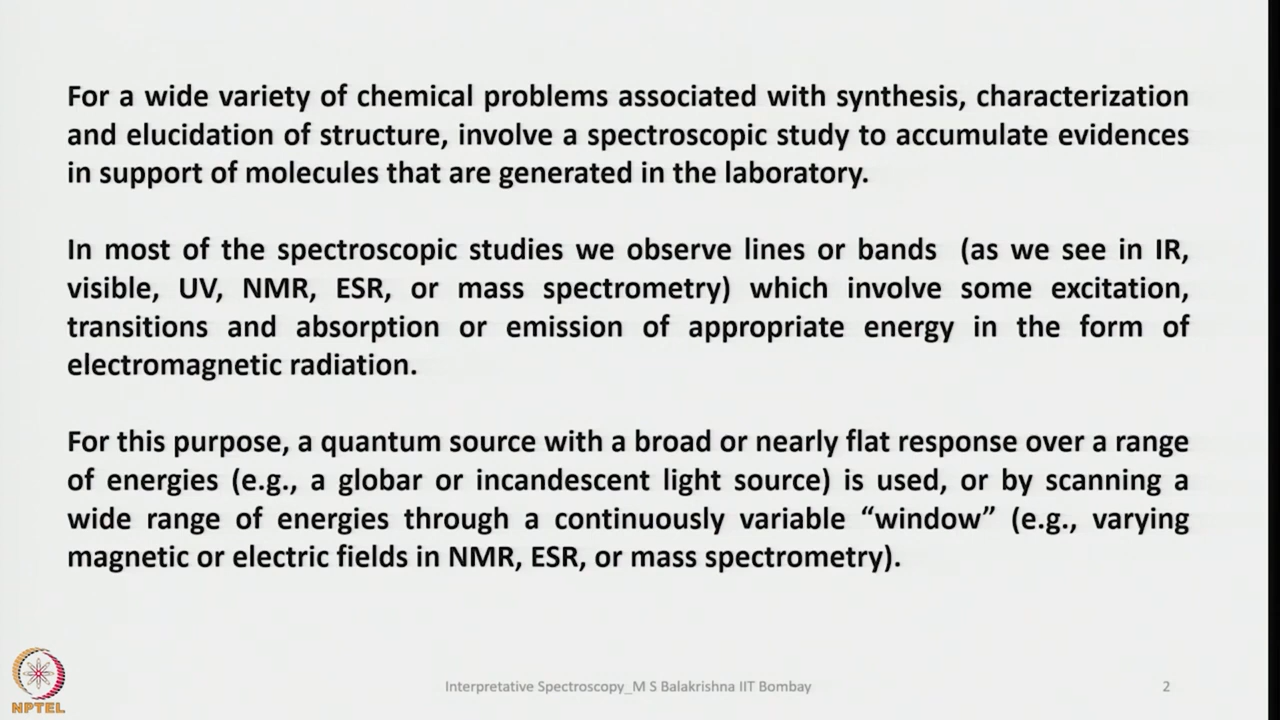 For a wide variety of chemical problems associated with synthesis, characterization
and elucidation of structure, involve a spectroscopic study to accumulate evidences
in support of molecules that are generated in the laboratory.
In most of the spectroscopic studies we observe lines or bands (as we see in IR,
visible, UV, NMR, ESR, or mass spectrometry) which involve some excitation,
transitions and absorption or emission of appropriate energy in the form of
electromagnetic radiation.
For this purpose, a quantum source with a broad or nearly flat response over a range
of energies (e.g., a globar or incandescent light source) is used, or by scanning a
wide range of energies through a continuously variable “window” (e.g., varying
magnetic or electric fields in NMR, ESR, or mass spectrometry).
NPTEL
Interpretative Spectroscopy_M S Balakrishna IIT Bombay
2